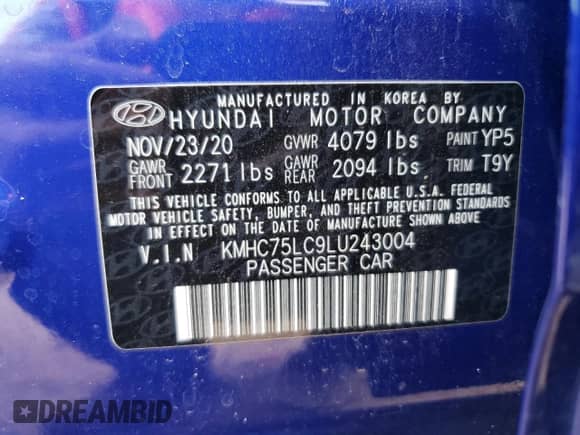 MANUFACTURED IN KOREA BY
HYUNDAI MOTOR COMPANY
NOV/23/20 GVWR 4079 lbs PAINT YP5
GAWR FRONT 2271 lbs GAWR REAR 2094 lbs TRIM T9Y
THIS VEHICLE CONFORMS TO ALL APPLICABLE U.S.A. FEDERAL
MOTOR VEHICLE SAFETY, BUMPER, AND THEFT PREVENTION STANDARDS
IN EFFECT ON THE DATE OF MANUFACTURE SHOWN ABOVE.
V.I.N KMHC75LC9LU243004
PASSENGER CAR
DREAMBID